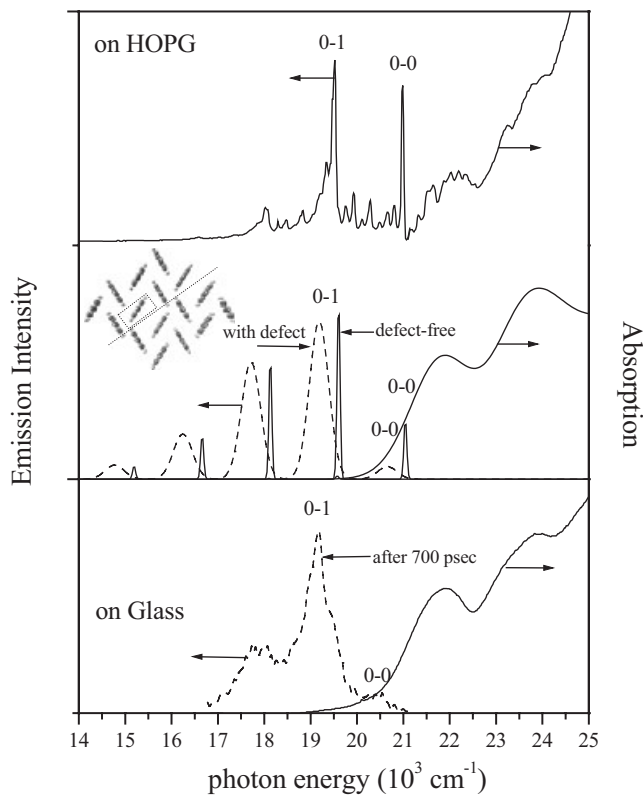 on HOPG
0-1
0-0
0-1
with defect
defect-free
0-0
0-0
0-1
after 700 psec
on Glass
0-0
Emission Intensity
Absorption
14 15 16 17 18 19 20 21 22 23 24 25
photon energy (10³ cm⁻¹)